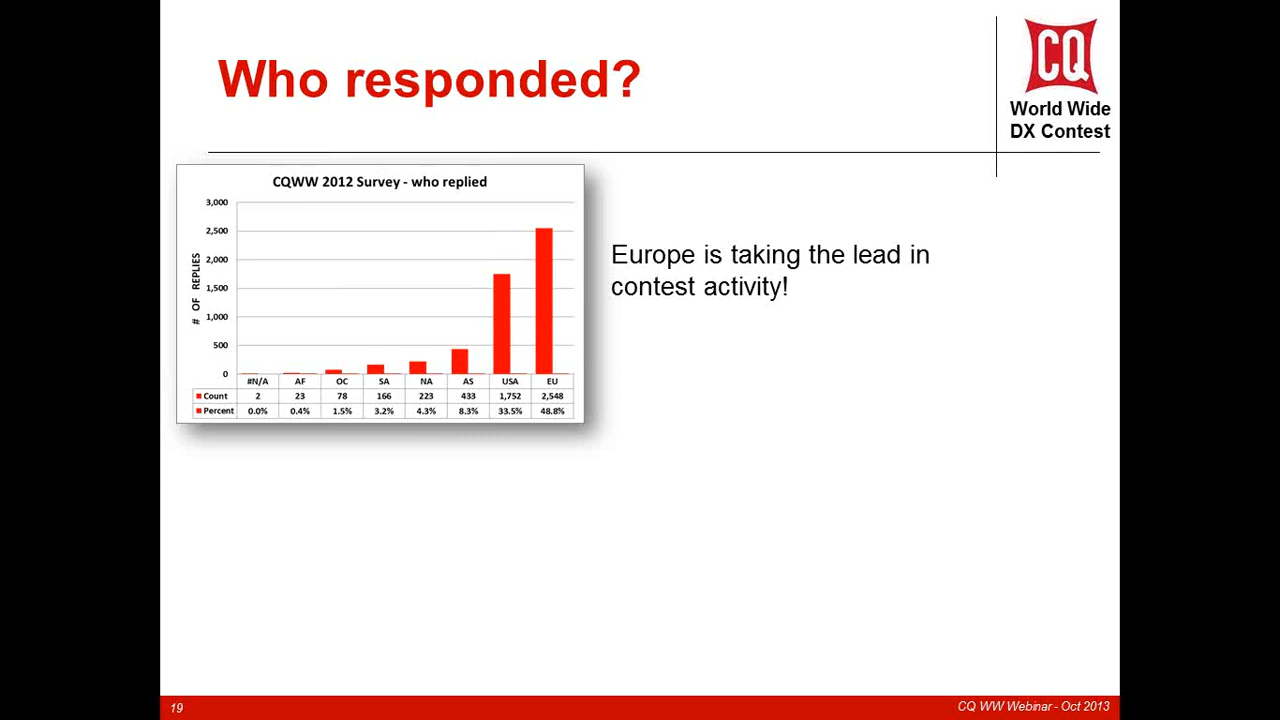 Who responded?
CQ
World Wide
DX Contest
CQWW 2012 Survey - who replied
# OF REPLIES
3,000
2,500
2,000
1,500
1,000
500
0
#N/A AF OC SA NA AS USA EU
Count 2 23 78 166 223 433 1,752 2,548
Percent 0.0% 0.4% 1.5% 3.2% 4.3% 8.3% 33.5% 48.8%
Europe is taking the lead in
contest activity!
19
CQ WW Webinar - Oct 2013